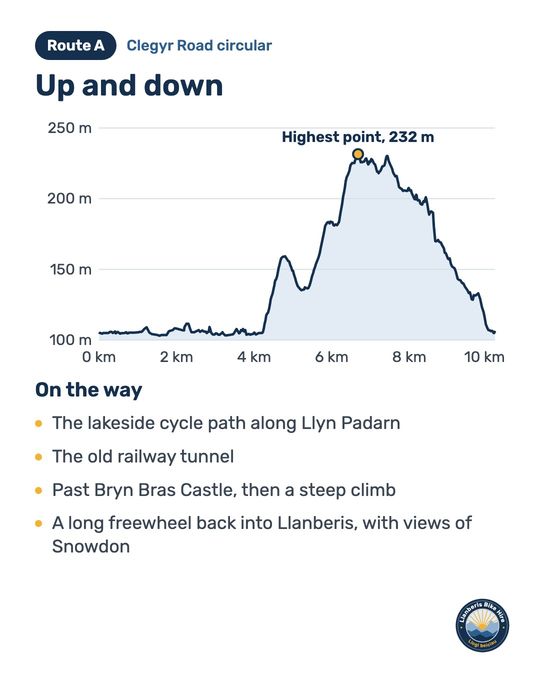 Route A Clegyr Road circular
Up and down
250 m
Highest point, 232 m
200 m
150 m
100 m
0 km 2 km 4 km 6 km 8 km 10 km
On the way
The lakeside cycle path along Llyn Padarn
The old railway tunnel
Past Bryn Bras Castle, then a steep climb
A long freewheel back into Llanberis, with views of
Snowdon
Llanberis Bike Hire
Llogi Beiciau